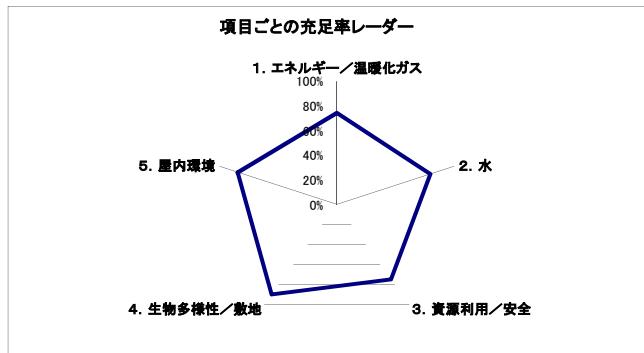 項目ごとの充足率レーダー
1. エネルギー／温暖化ガス
100%
80%
60%
40%
20%
0%
2. 水
3. 資源利用／安全
4. 生物多様性／敷地
5. 屋内環境